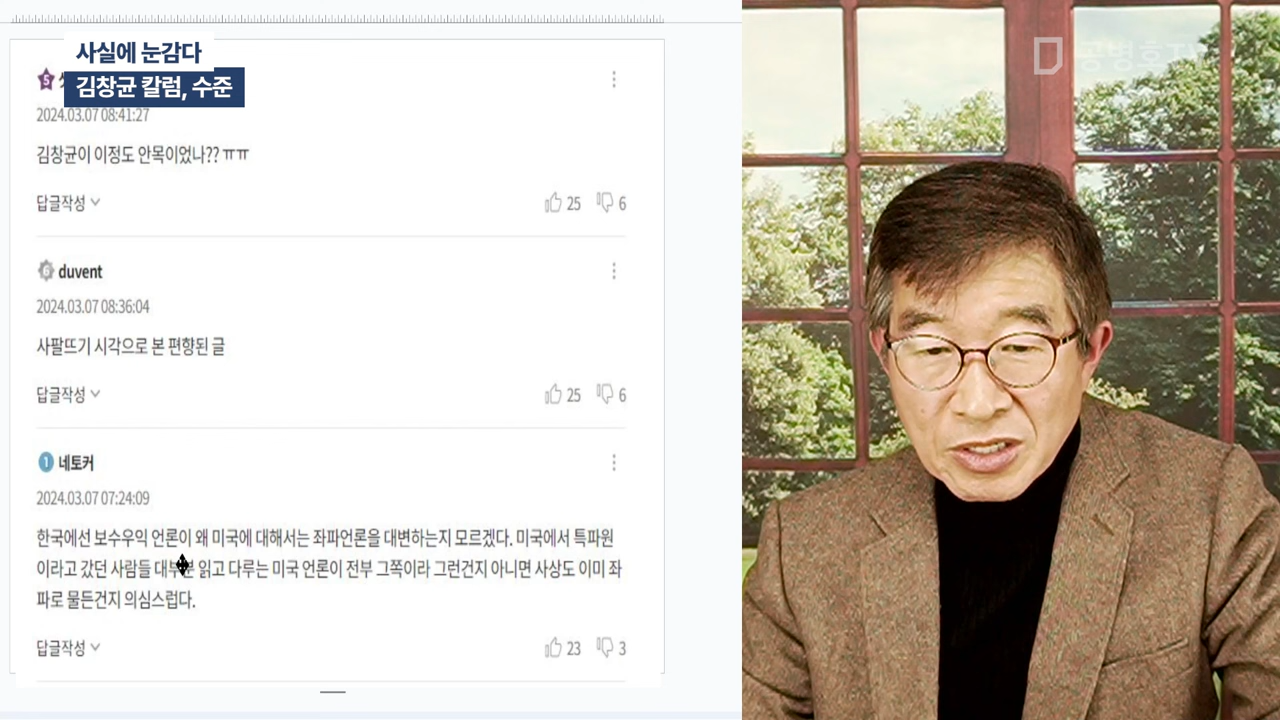 사실에 눈감다
김창균 칼럼, 수준
2024.03.07 08:41:27
김창균이 이정도 안목이었나?? ㅠㅠ
답글작성
25
6
duvent
2024.03.07 08:36:04
사팔뜨기 시각으로 본 편향된 글
답글작성
25
6
네토커
2024.03.07 07:24:09
한국에선 보수우익 언론이 왜 미국에 대해서는 좌파언론을 대변하는지 모르겠다. 미국에서 특파원
이라고 갔던 사람들 대부분 읽고 다루는 미국 언론이 전부 그쪽이라 그런건지 아니면 사상도 이미 좌
파로 물든건지 의심스럽다.
답글작성
23
3
공병호TV